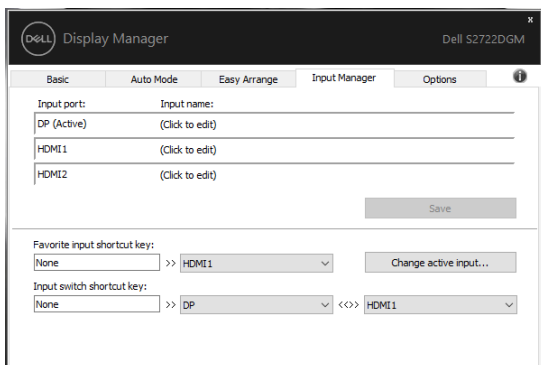 x
DELL Display Manager Dell S2722DGM
Basic Auto Mode Easy Arrange Input Manager Options i
Input port: Input name:
DP (Active) (Click to edit)
HDMI1 (Click to edit)
HDMI2 (Click to edit)
Save
Favorite input shortcut key:
None >> HDMI1 Change active input...
Input switch shortcut key:
None >> DP <<>> HDMI1